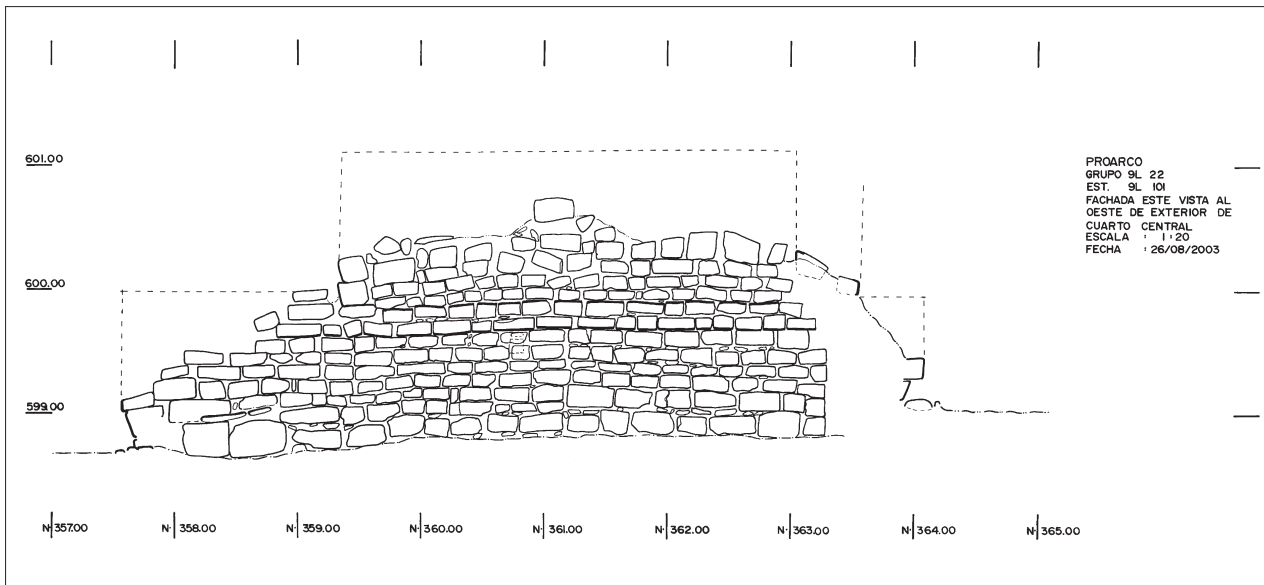 601.00
600.00
599.00
PROARCO
GRUPO 9L 22
EST. 9L 101
FACHADA ESTE VISTA AL
OESTE DE EXTERIOR DE
CUARTO CENTRAL
ESCALA : 1:20
FECHA : 26/08/2003
N· 357.00 N· 358.00 N· 359.00 N· 360.00 N· 361.00 N· 362.00 N· 363.00 N· 364.00 N· 365.00